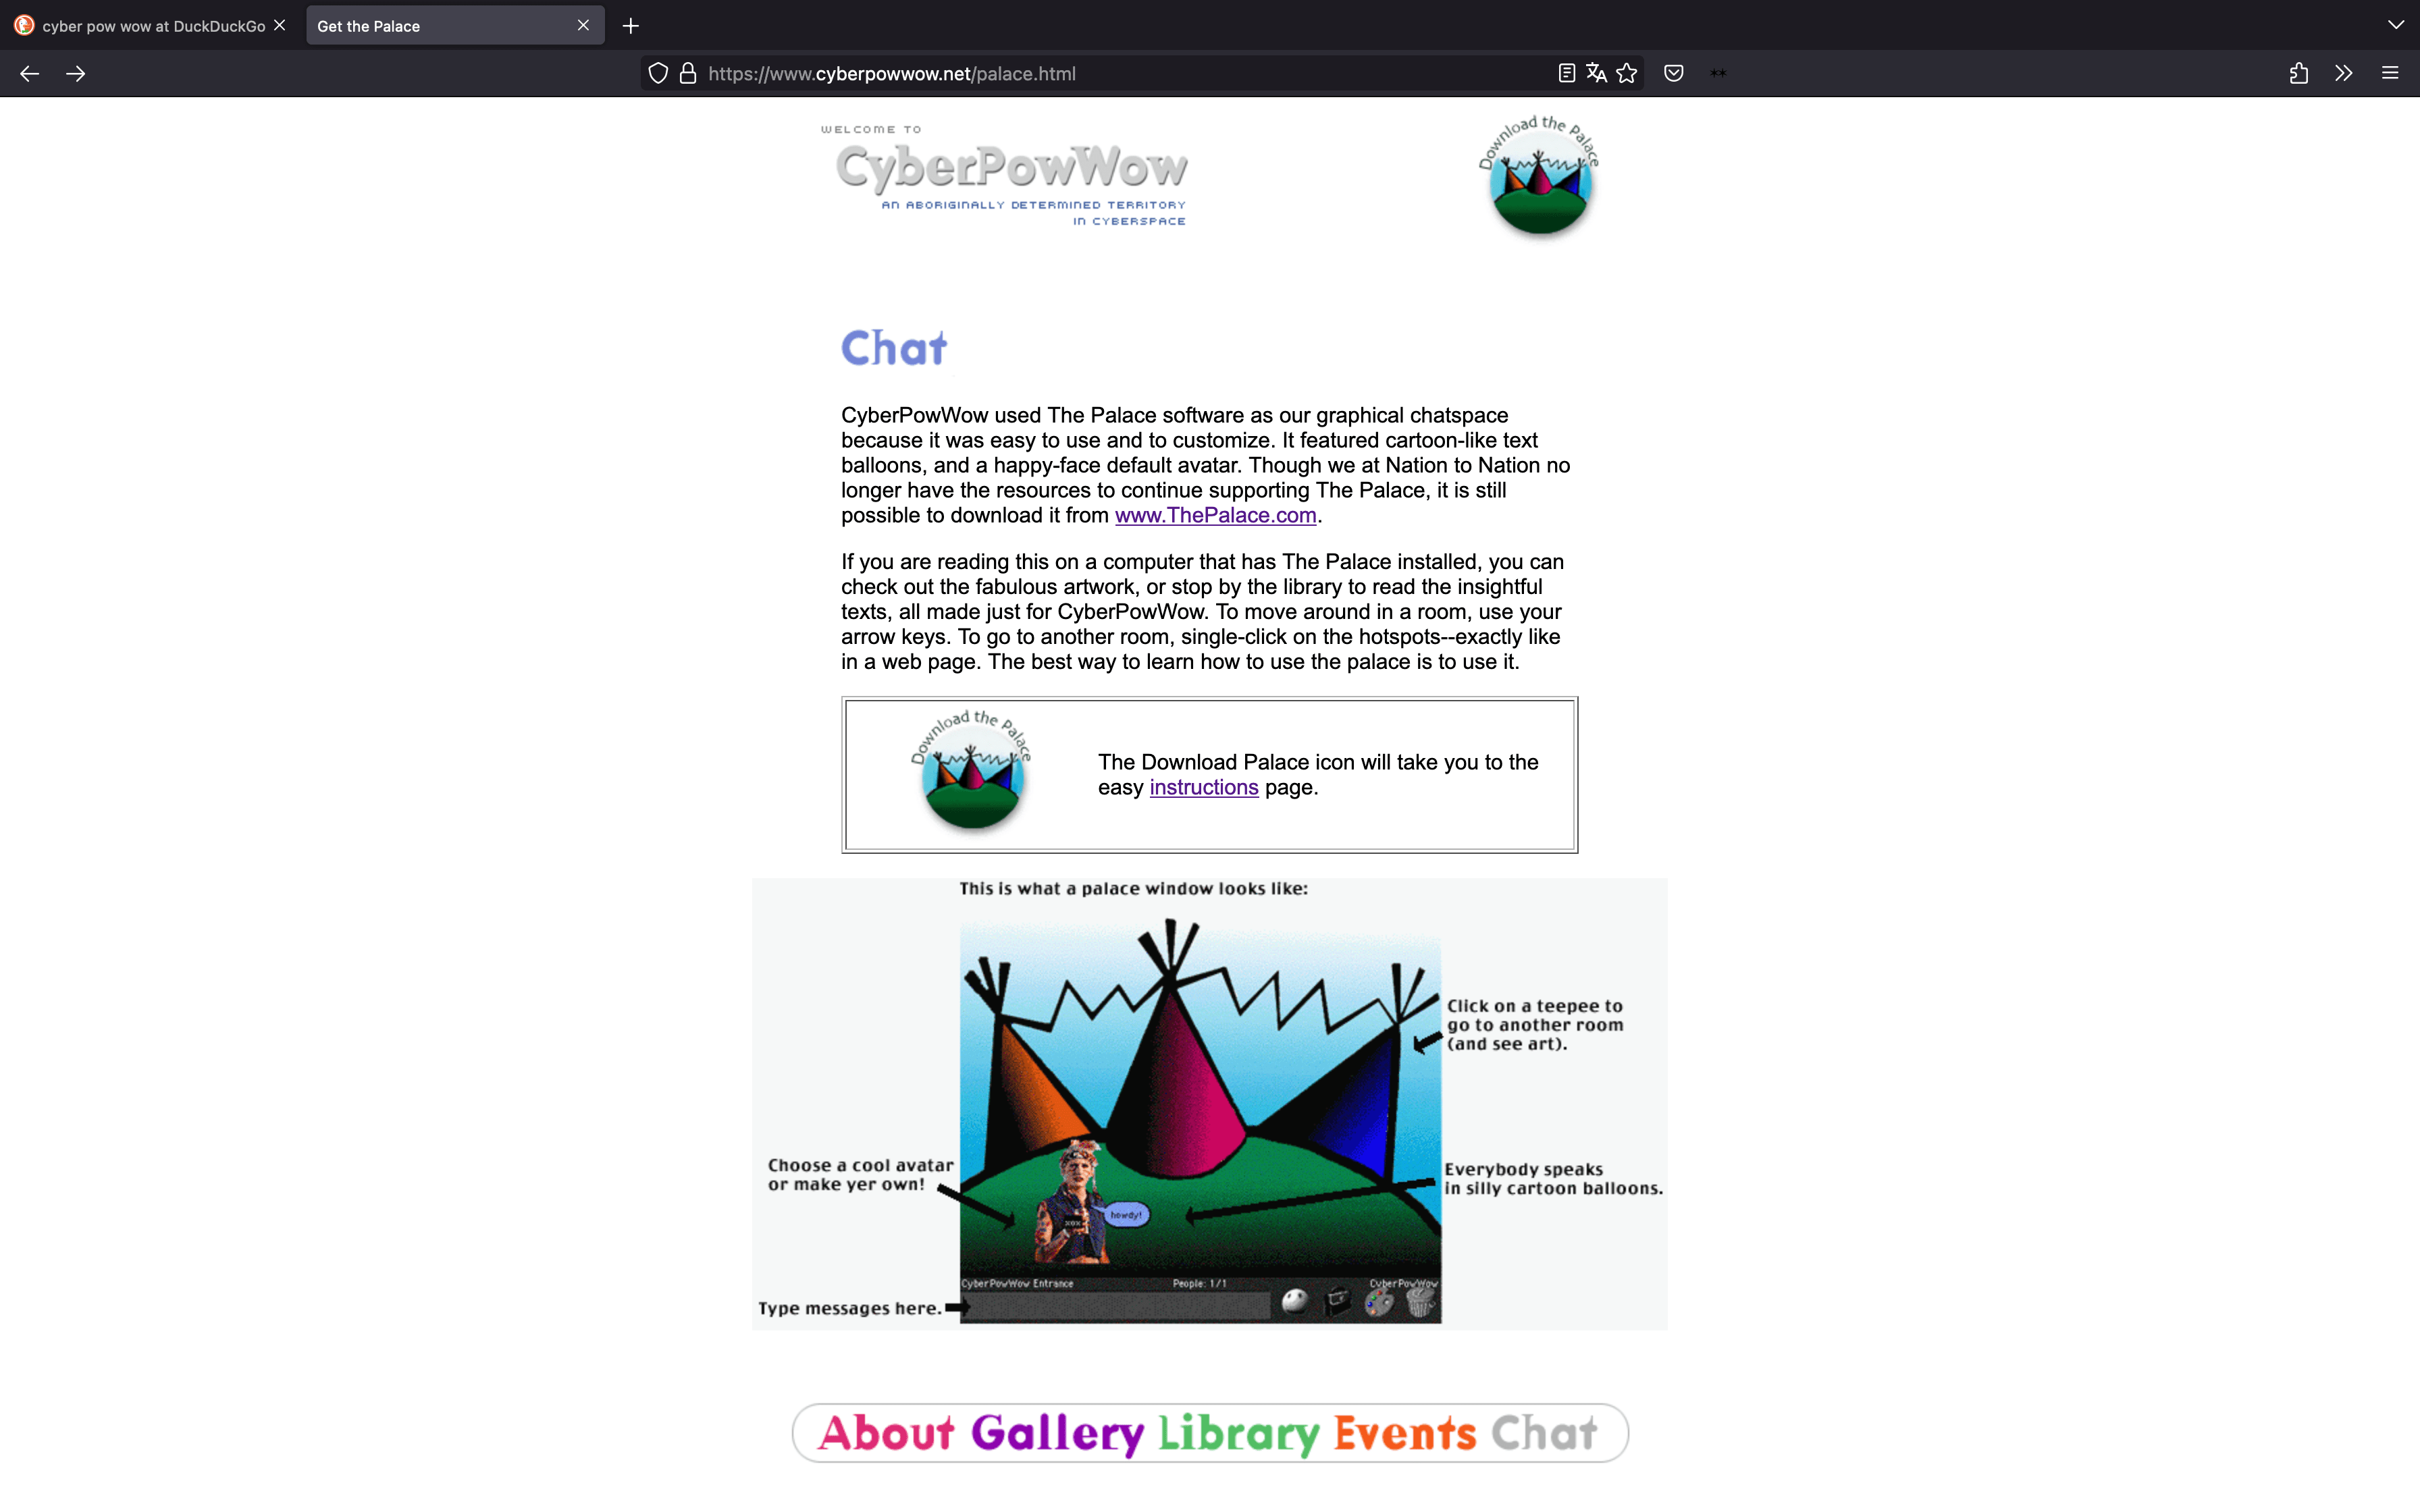 cyber pow wow at DuckDuckGo
Get the Palace
https://www.cyberpowwow.net/palace.html
WELCOME TO
CyberPowWow
AN ABORIGINALLY DETERMINED TERRITORY
IN CYBERSPACE
Download the Palace
Chat
CyberPowWow used The Palace software as our graphical chatspace
because it was easy to use and to customize. It featured cartoon-like text
balloons, and a happy-face default avatar. Though we at Nation to Nation no
longer have the resources to continue supporting The Palace, it is still
possible to download it from www.ThePalace.com.
If you are reading this on a computer that has The Palace installed, you can
check out the fabulous artwork, or stop by the library to read the insightful
texts, all made just for CyberPowWow. To move around in a room, use your
arrow keys. To go to another room, single-click on the hotspots--exactly like
in a web page. The best way to learn how to use the palace is to use it.
Download the Palace
The Download Palace icon will take you to the
easy instructions page.
This is what a palace window looks like:
Click on a teepee to
go to another room
(and see art).
Choose a cool avatar
or make yer own!
Everybody speaks
in silly cartoon balloons.
howdy!
xox
CyberPowWow Entrance
People: 1/1
CyberPowWow
Type messages here.
About Gallery Library Events Chat